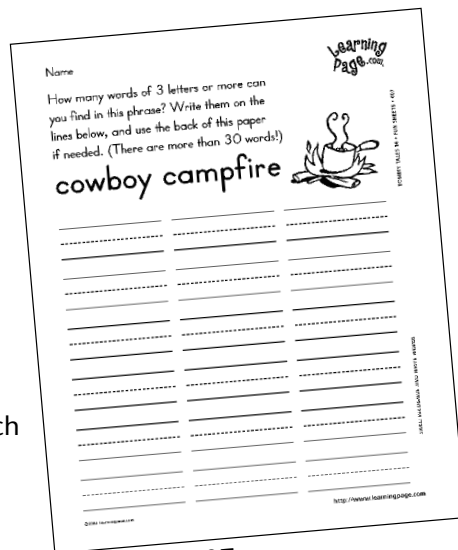 Learning
Page.com
Name
How many words of 3 letters or more can
you find in this phrase? Write them on the
lines below, and use the back of this paper
if needed. (There are more than 30 words!)
cowboy campfire
ch
http://www.learningpage.com